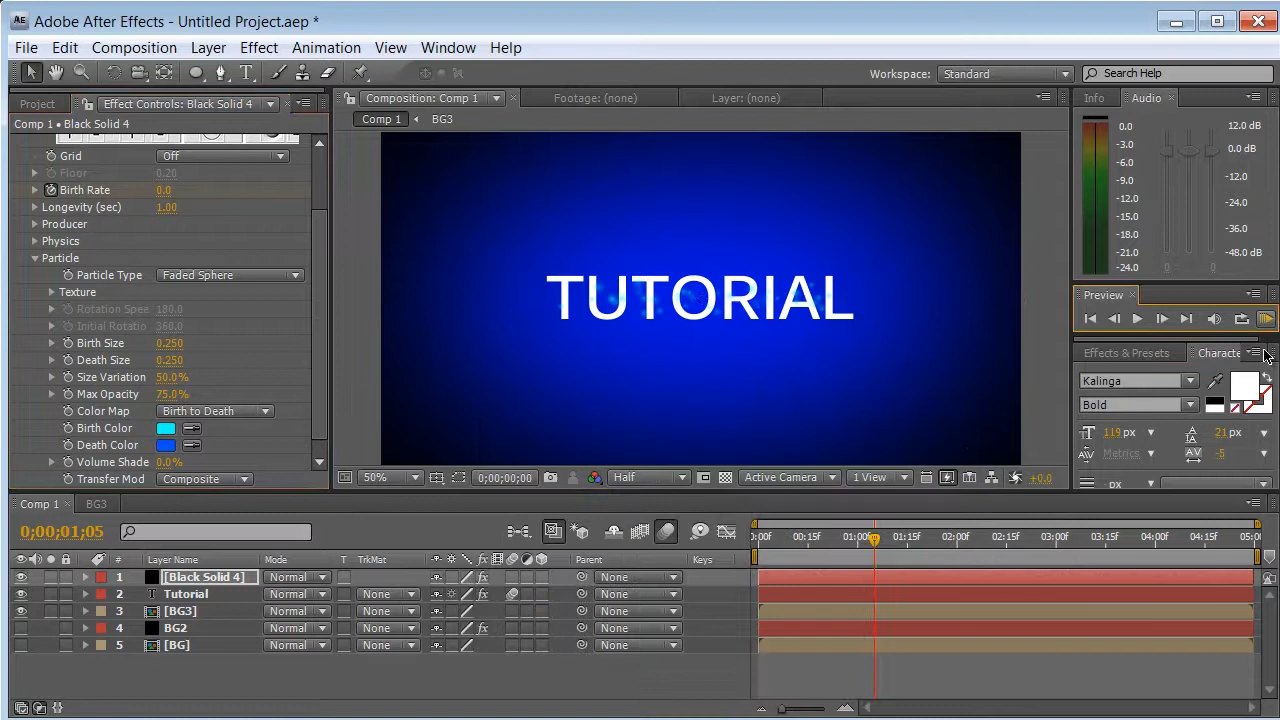 AE Adobe After Effects - Untitled Project.aep *
File Edit Composition Layer Effect Animation View Window Help
Workspace: Standard Search Help
Project Effect Controls: Black Solid 4
Comp 1 • Black Solid 4
Grid Off
Floor 0.20
Birth Rate 0.0
Longevity (sec) 1.00
Producer
Physics
Particle
Particle Type Faded Sphere
Texture
Rotation Spee 180.0
Initial Rotatio 360.0
Birth Size 0.250
Death Size 0.250
Size Variation 50.0%
Max Opacity 75.0%
Color Map Birth to Death
Birth Color
Death Color
Volume Shade 0.0%
Transfer Mod Composite
Composition: Comp 1 Footage: (none) Layer: (none)
Comp 1 BG3
TUTORIAL
50% 0;00;00;00 Half Active Camera 1 View +0.0
Info Audio
0.0 12.0 dB
-3.0 0.0 dB
-6.0
-9.0 -12.0
-12.0
-15.0 -24.0
-18.0 -36.0
-21.0 -48.0 dB
-24.0
Preview
Effects & Presets Characte
Kalinga
Bold
119 px 21 px
Metrics -5
- px
Comp 1 BG3
0;00;01;05
# Layer Name Mode T TrkMat Parent Keys
0:00f 00:15f 01:00f 01:15f 02:00f 02:15f 03:00f 03:15f 04:00f 04:15f 05:0
1 [Black Solid 4] Normal None
2 T Tutorial Normal None None
3 [BG3] Normal None None
4 BG2 Normal None None
5 [BG] Normal None None